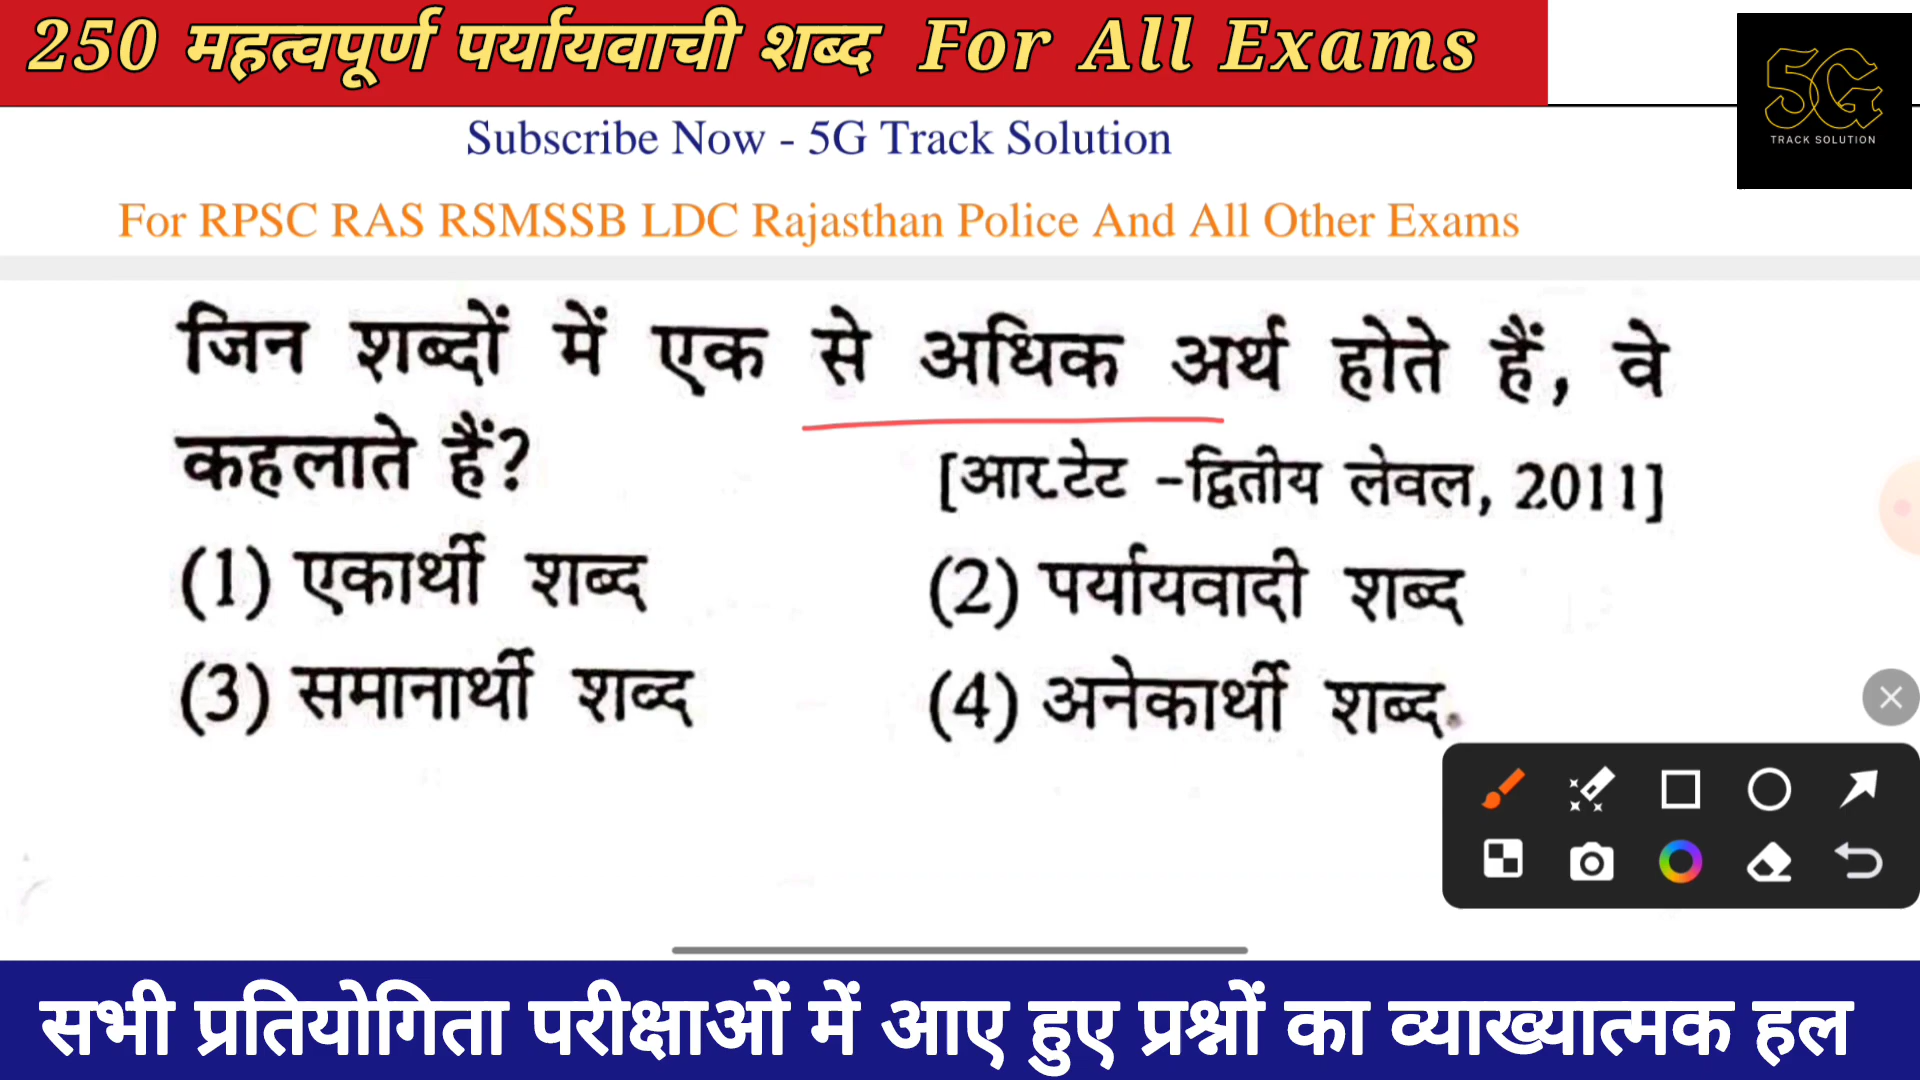 250 महत्वपूर्ण पर्यायवाची शब्द For All Exams
5G
TRACK SOLUTION
Subscribe Now - 5G Track Solution
For RPSC RAS RSMSSB LDC Rajasthan Police And All Other Exams
जिन शब्दों में एक से अधिक अर्थ होते हैं, वे
कहलाते हैं?
[आर.टेट -द्वितीय लेवल, 2011]
(1) एकार्थी शब्द (2) पर्यायवादी शब्द
(3) समानार्थी शब्द (4) अनेकार्थी शब्द
सभी प्रतियोगिता परीक्षाओं में आए हुए प्रश्नों का व्याख्यात्मक हल